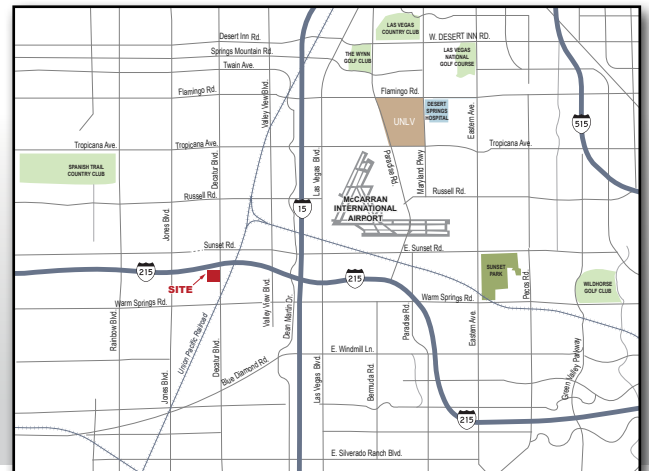 LAS VEGAS
COUNTRY CLUB
Desert Inn Rd.
W. DESERT INN RD.
Springs Mountain Rd.
THE WYNN
GOLF CLUB
LAS VEGAS
NATIONAL
GOLF COURSE
Twain Ave.
Flamingo Rd.
Valley View Blvd.
Flamingo Rd.
DESERT
SPRINGS
HOSPITAL
UNLV
Eastern Ave.
515
Tropicana Ave.
Tropicana Ave.
Tropicana Ave.
SPANISH TRAIL
COUNTRY CLUB
Decatur Blvd.
Las Vegas Blvd.
Paradise Rd.
Maryland Pkwy
Russell Rd.
Russell Rd.
McCARRAN
INTERNATIONAL
AIRPORT
15
Jones Blvd.
Sunset Rd.
E. Sunset Rd.
215
215
SUNSET
PARK
Pecos Rd.
SITE
WILDHORSE
GOLF CLUB
Warm Springs Rd.
Warm Springs Rd.
Rainbow Blvd.
Union Pacific Railroad
Decatur Blvd.
Valley View Blvd.
Dean Martin Dr.
Paradise Rd.
Eastern Ave.
E. Windmill Ln.
Blue Diamond Rd.
Jones Blvd.
Las Vegas Blvd.
Bermuda Rd.
Green Valley Parkway
215
E. Silverado Ranch Blvd.